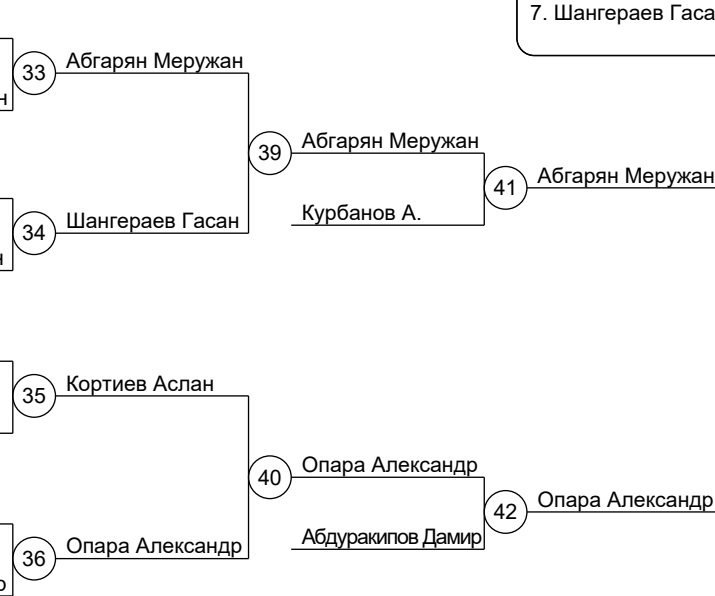 7. Шангераев Гаса
33
Абгарян Меружан
н
39
Абгарян Меружан
41
Абгарян Меружан
Курбанов А.
34
Шангераев Гасан
н
35
Кортиев Аслан
40
Опара Александр
42
Опара Александр
Абдуракипов Дамир
36
Опара Александр